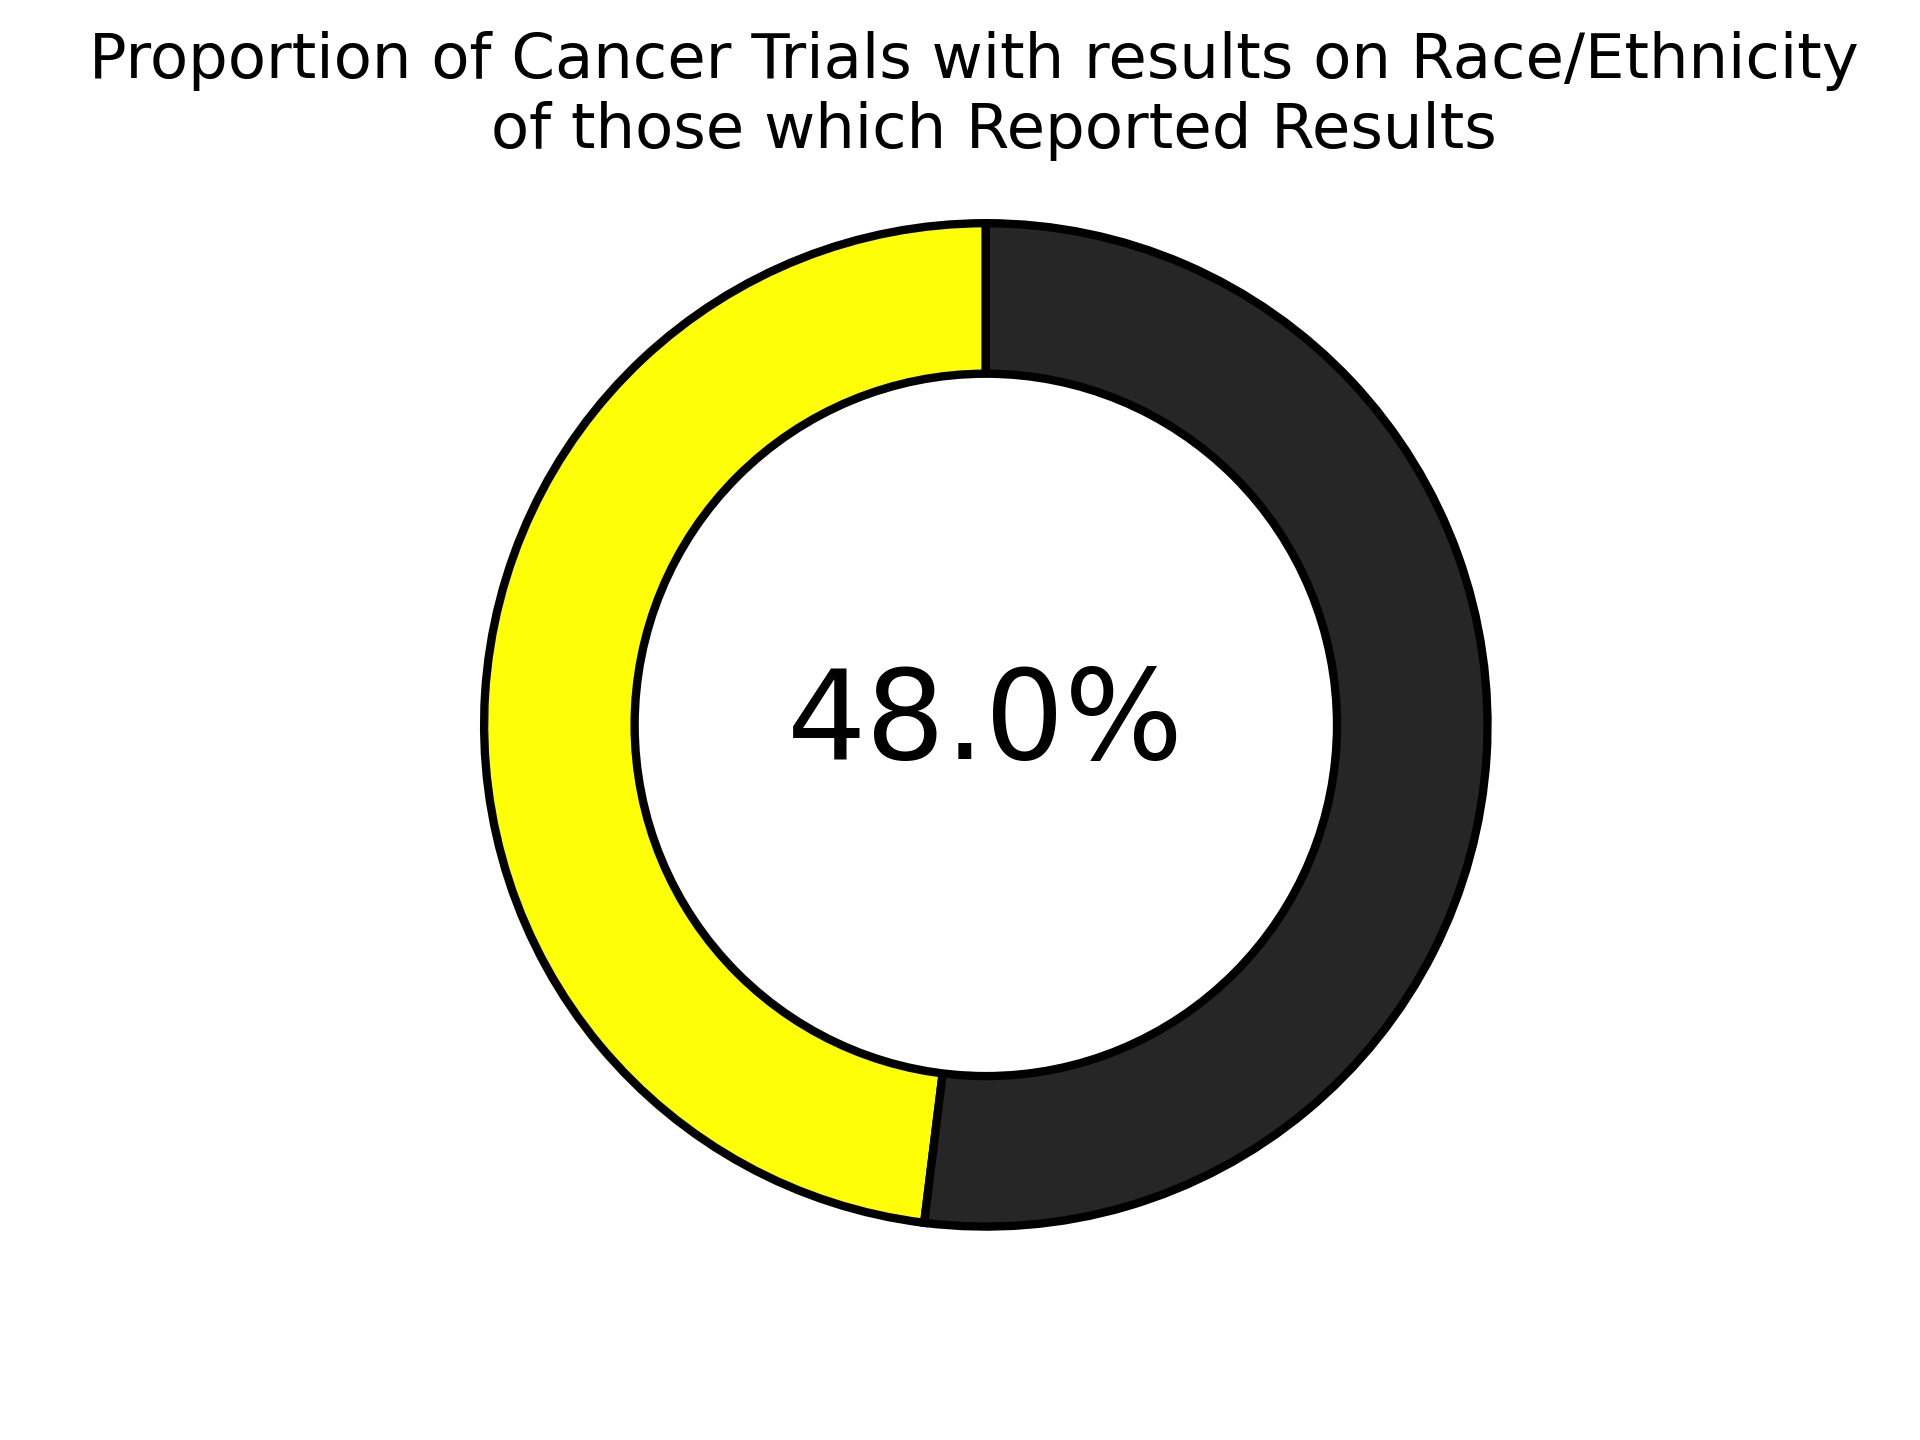 Proportion of Cancer Trials with results on Race/Ethnicity
of those which Reported Results
48.0%